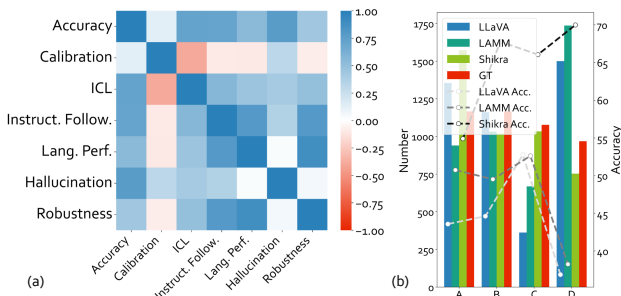 Accuracy
Calibration
ICL
Instruct. Follow.
Lang. Perf.
Hallucination
Robustness
Accuracy
Calibration
ICL
Instruct. Follow.
Lang. Perf.
Hallucination
Robustness
1.00
0.75
0.50
0.25
0.00
−0.25
−0.50
−0.75
−1.00
(a)
1750
1500
1250
1000
750
500
250
0
Number
LLaVA
LAMM
Shikra
GT
LLaVA Acc.
LAMM Acc.
Shikra Acc.
A
B
C
D
70
65
60
55
50
45
40
Accuracy
(b)